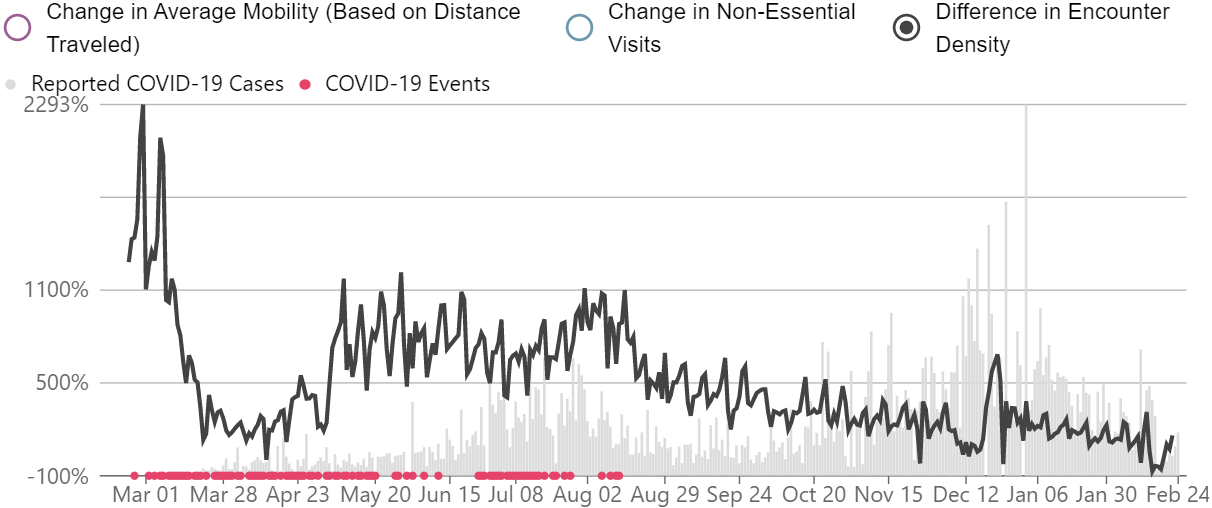 Change in Average Mobility (Based on Distance
Traveled)
Change in Non-Essential
Visits
Difference in Encounter
Density
Reported COVID-19 Cases
COVID-19 Events
2293%
1100%
500%
-100%
Mar 01 Mar 28 Apr 23 May 20 Jun 15 Jul 08 Aug 02 Aug 29 Sep 24 Oct 20 Nov 15 Dec 12 Jan 06 Jan 30 Feb 24